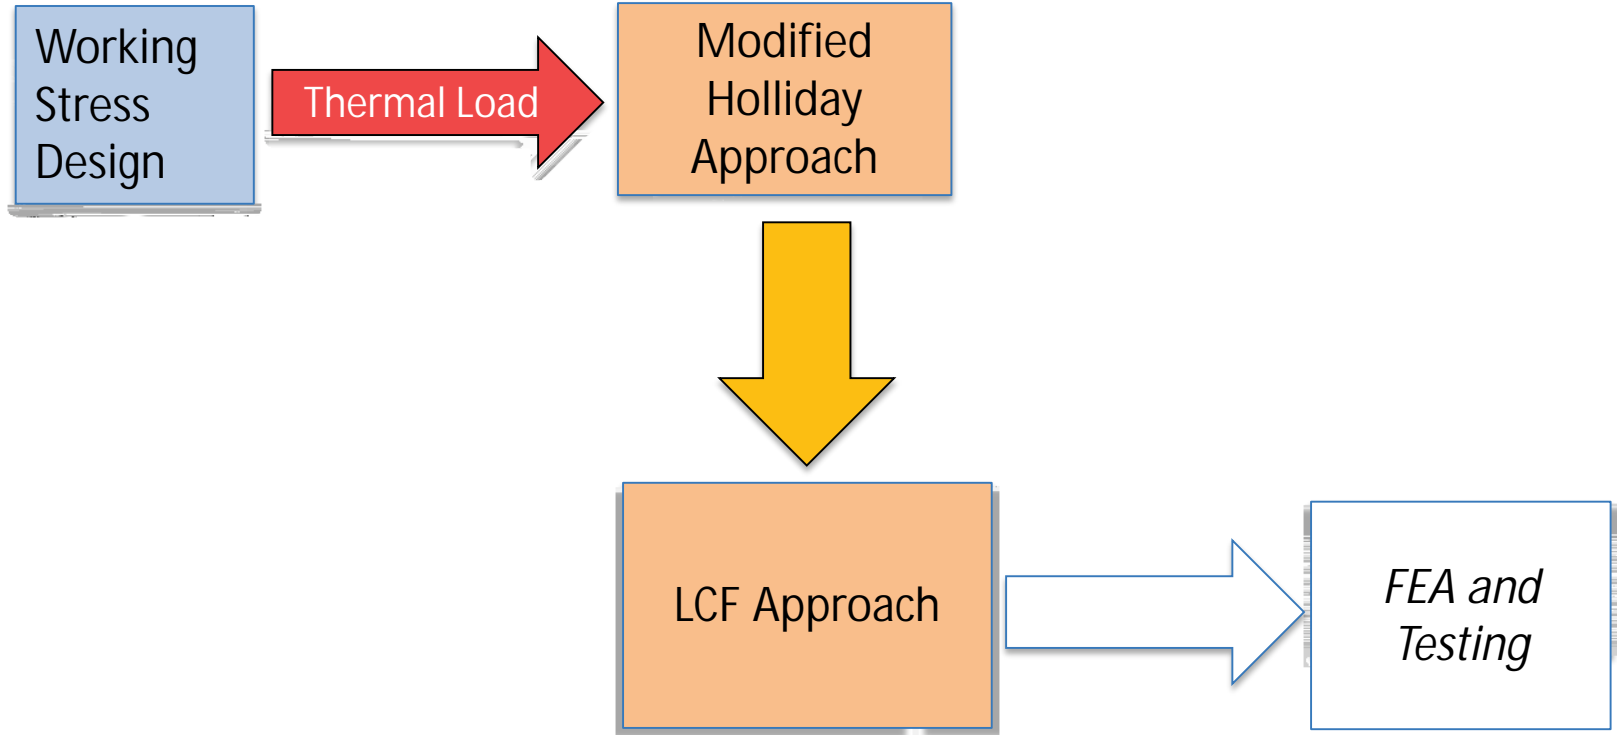 Working
Stress
Design
Thermal Load
Modified
Holliday
Approach
LCF Approach
FEA and
Testing